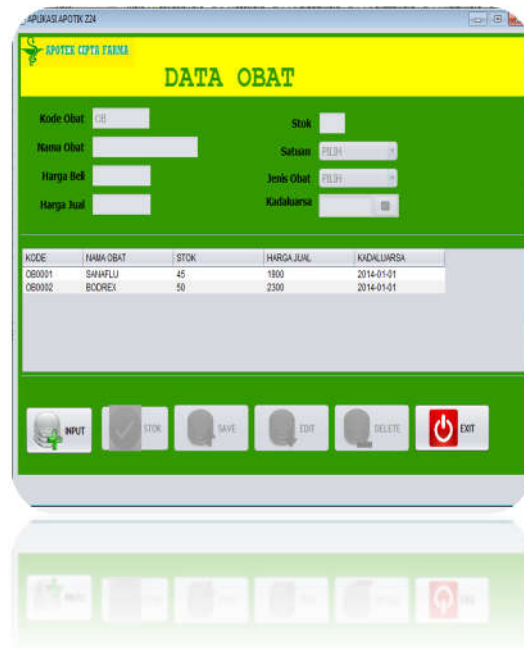 APLIKASI APOTIK Z24
APOTEK CIPTA FARMA
DATA OBAT
Kode Obat OB
Nama Obat
Harga Beli
Harga Jual
Stok
Satuan PILIH
Jenis Obat PILIH
Kadaluarsa
KODE NAMA OBAT STOK HARGA JUAL KADALUARSA
OB0001 SANAFLU 45 1900 2014-01-01
OB0002 BODREX 50 2300 2014-01-01
INPUT STOK SAVE EDIT DELETE EXIT